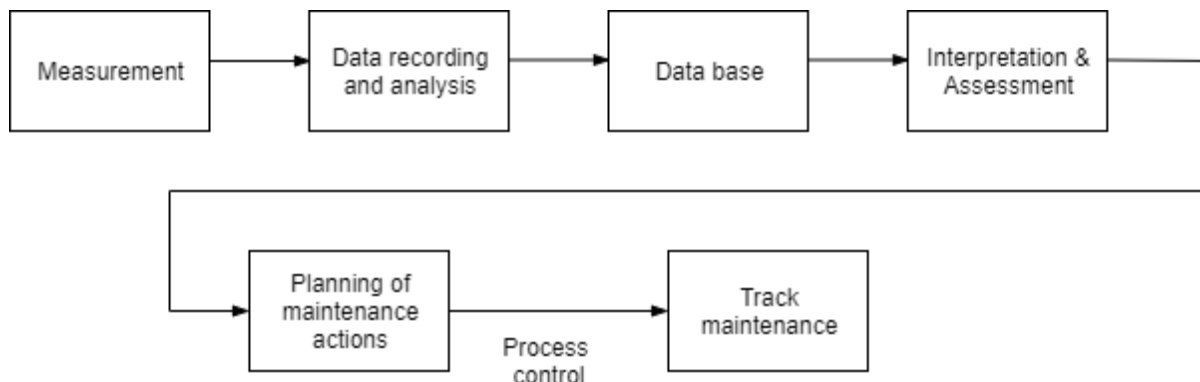 Measurement
Data recording
and analysis
Data base
Interpretation &
Assessment
Planning of
maintenance
actions
Process
control
Track
maintenance